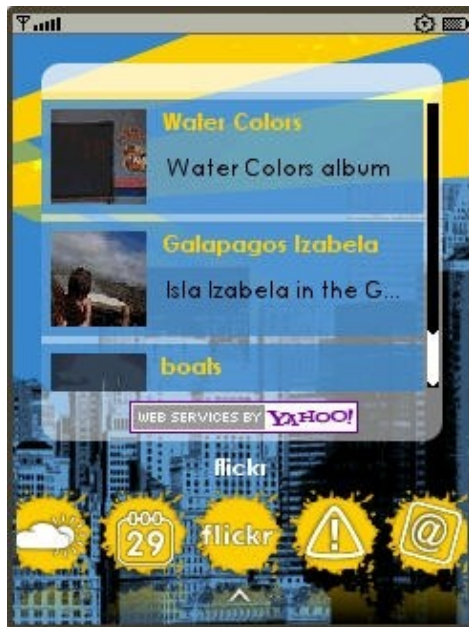 Water Colors
Water Colors album
Galapagos Izabela
Isla Izabela in the G...
boats
WEB SERVICES BY YAHOO!
flickr
29
flickr
@